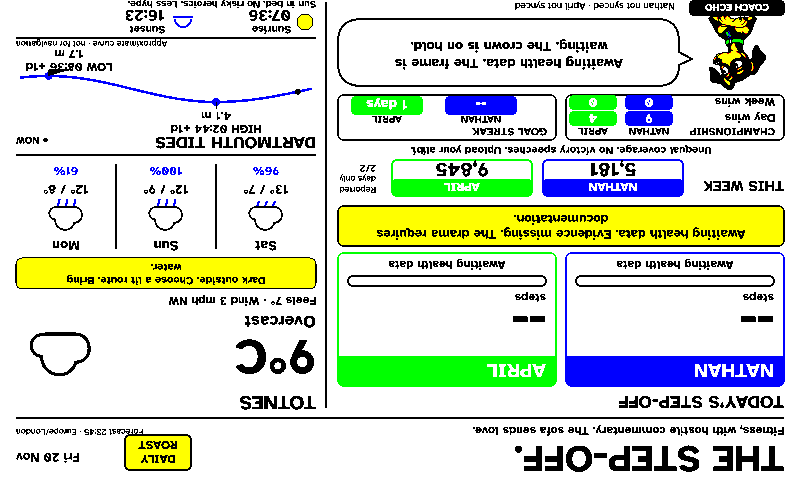 THE STEP-OFF.
Fitness, with hostile commentary. The sofa sends love.
DAILY
ROAST
Fri 20 Nov
Forecast 23:45 · Europe/London
TODAY'S STEP-OFF
NATHAN
---
steps
Awaiting health data
APRIL
---
steps
Awaiting health data
Awaiting health data. Evidence missing. The drama requires
documentation.
THIS WEEK
NATHAN
5,181
APRIL
9,845
Reported
days only
2/2
Unequal coverage. No victory speeches. Upload your alibi.
CHAMPIONSHIP
NATHAN
APRIL
Day wins
9
4
Week wins
0
0
GOAL STREAK
NATHAN
--
APRIL
1 days
Awaiting health data. The frame is
waiting. The crown is on hold.
COACH ECHO
Nathan not synced · April not synced
TOTNES
9°C
Overcast
Feels 7° · Wind 3 mph NW
Dark outside. Choose a lit route. Bring
water.
Sat
13° / 7°
96%
Sun
12° / 9°
100%
Mon
12° / 8°
61%
DARTMOUTH TIDES
• NOW
HIGH 02:44 +1d
4.1 m
LOW 08:36 +1d
1.7 m
Approximate curve · not for navigation
Sunrise
07:36
Sunset
16:23
Sun in bed. No risky heroics. Less hype.